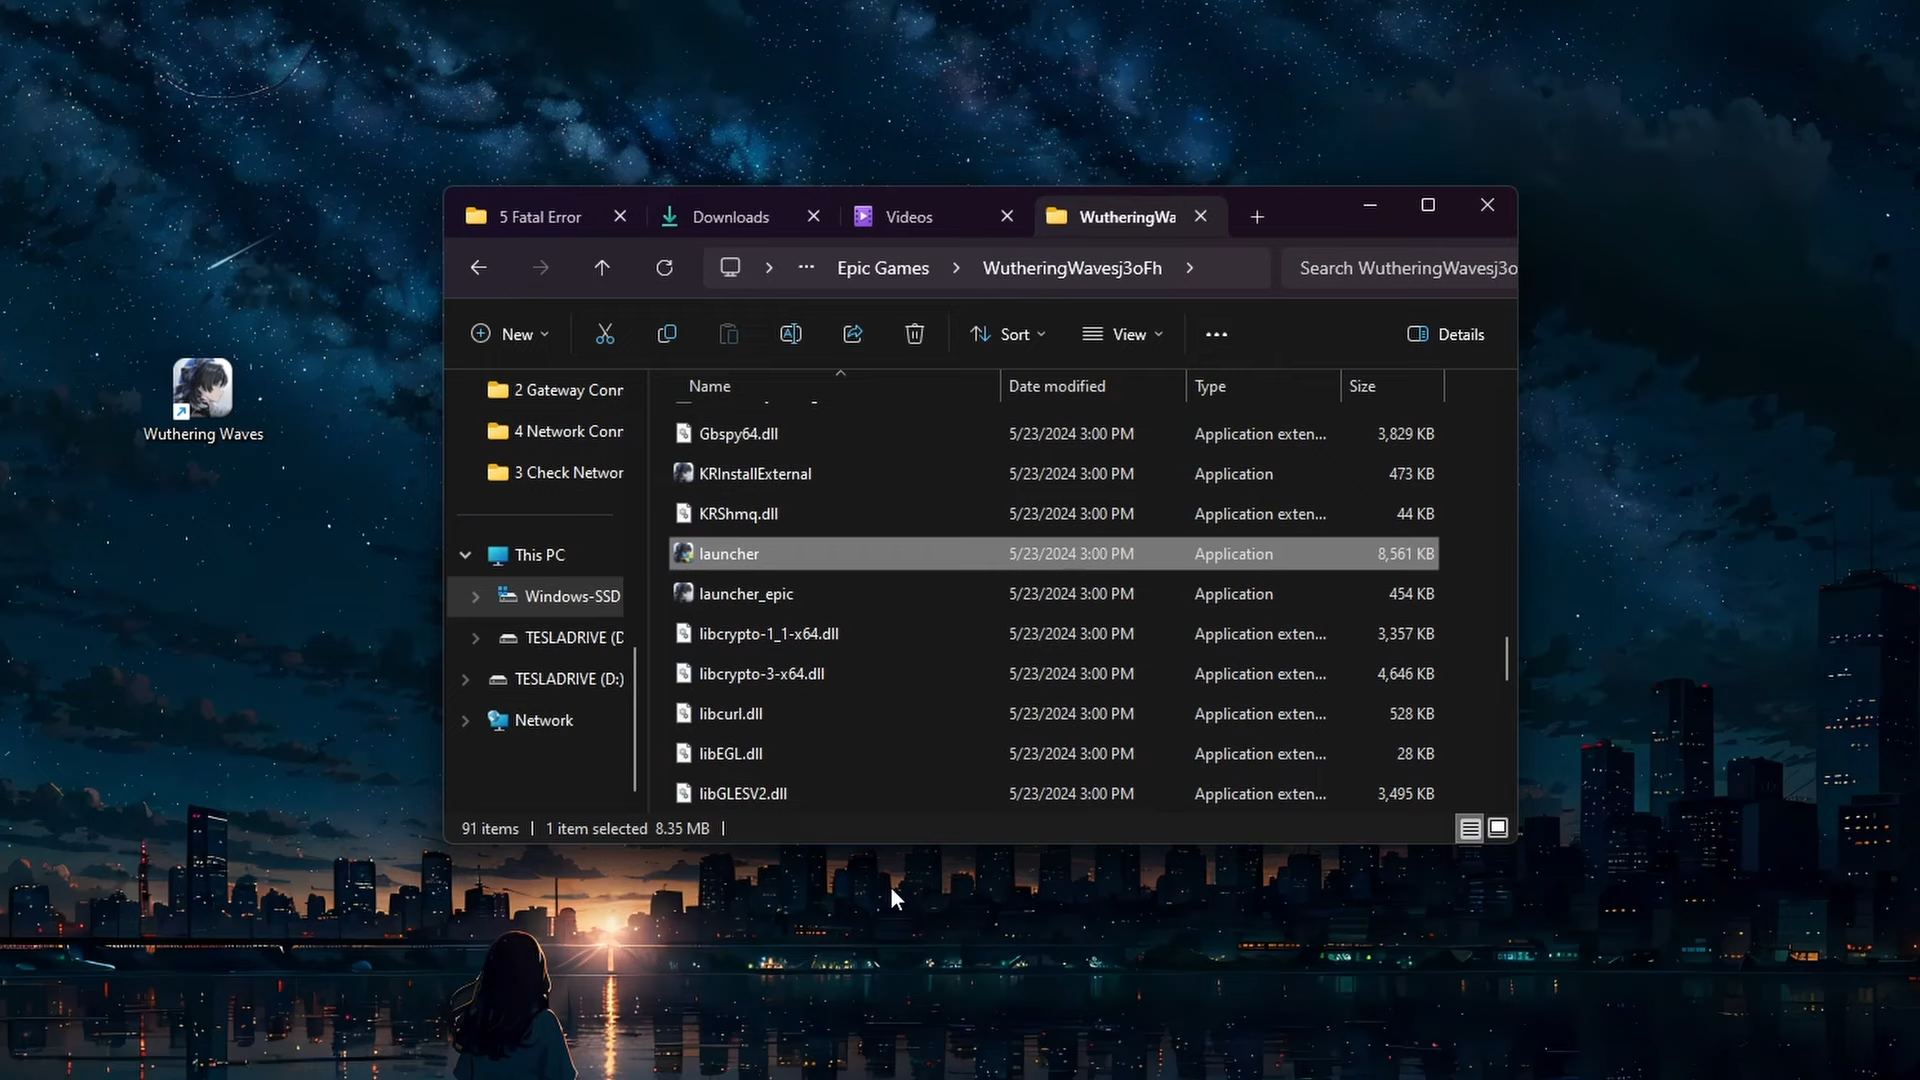 5 Fatal Error
Downloads
Videos
WutheringWa
Epic Games
WutheringWavesj3oFh
Search WutheringWavesj3o
New
Sort
View
Details
Wuthering Waves
2 Gateway Conn
4 Network Conn
3 Check Networ
This PC
Windows-SSD
TESLADRIVE (D
TESLADRIVE (D:)
Network
Name Date modified Type Size
Gbspy64.dll 5/23/2024 3:00 PM Application exten... 3,829 KB
KRInstallExternal 5/23/2024 3:00 PM Application 473 KB
KRShmq.dll 5/23/2024 3:00 PM Application exten... 44 KB
launcher 5/23/2024 3:00 PM Application 8,561 KB
launcher_epic 5/23/2024 3:00 PM Application 454 KB
libcrypto-1_1-x64.dll 5/23/2024 3:00 PM Application exten... 3,357 KB
libcrypto-3-x64.dll 5/23/2024 3:00 PM Application exten... 4,646 KB
libcurl.dll 5/23/2024 3:00 PM Application exten... 528 KB
libEGL.dll 5/23/2024 3:00 PM Application exten... 28 KB
libGLESV2.dll 5/23/2024 3:00 PM Application exten... 3,495 KB
91 items | 1 item selected 8.35 MB |